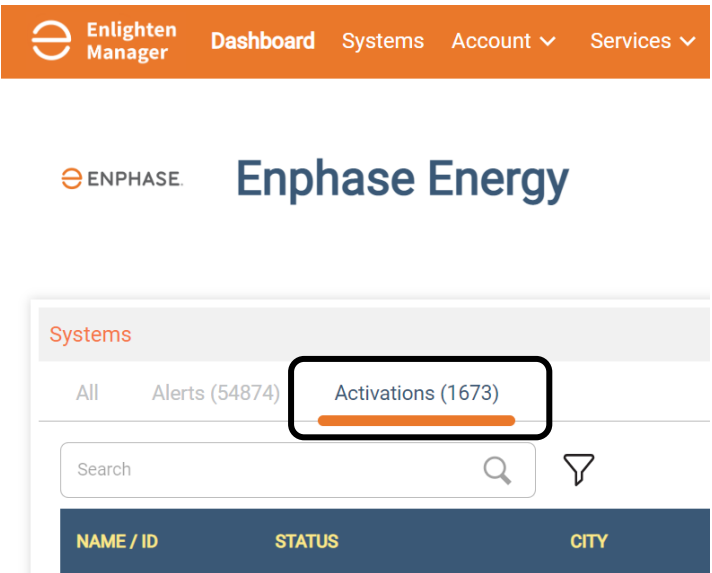 Enlighten
Manager
Dashboard Systems Account Services
ENPHASE.
Enphase Energy
Systems
All Alerts (54874) Activations (1673)
Search
NAME / ID STATUS CITY